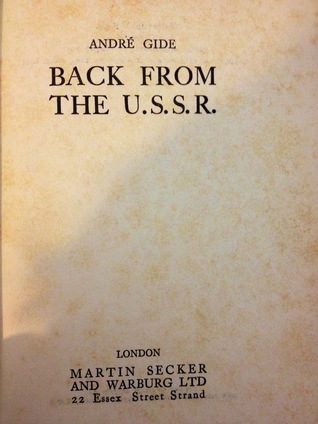 ANDRÉ GIDE
BACK FROM
THE U.S.S.R.
LONDON
MARTIN SECKER
AND WARBURG LTD
22 Essex Street Strand